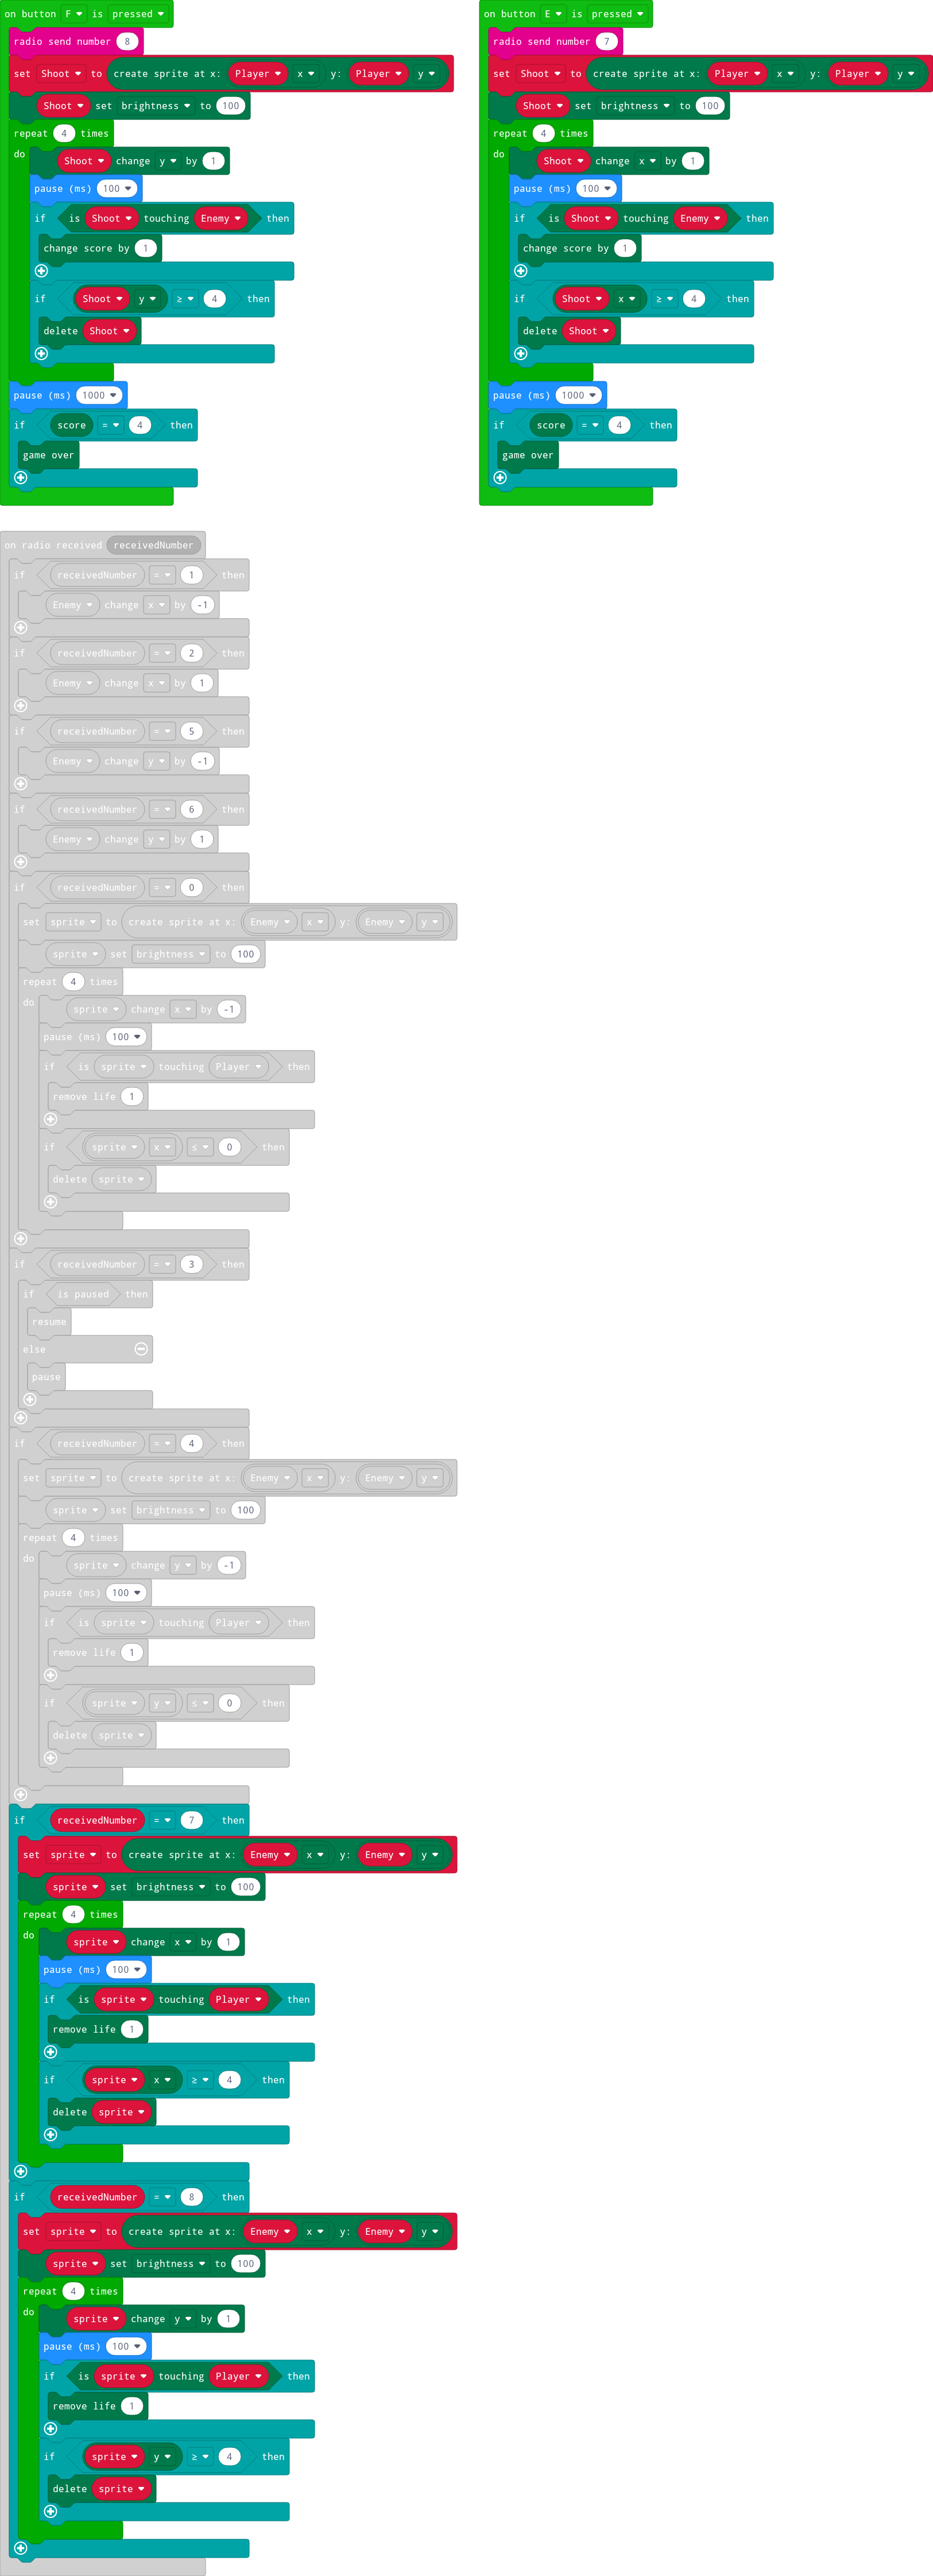 on button F is pressed
radio send number 8
set Shoot to create sprite at x: Player x y: Player y
Shoot set brightness to 100
repeat 4 times
do Shoot change y by 1
pause (ms) 100
if is Shoot touching Enemy then
change score by 1
if Shoot y ≥ 4 then
delete Shoot
pause (ms) 1000
if score = 4 then
game over
on button E is pressed
radio send number 7
set Shoot to create sprite at x: Player x y: Player y
Shoot set brightness to 100
repeat 4 times
do Shoot change x by 1
pause (ms) 100
if is Shoot touching Enemy then
change score by 1
if Shoot x ≥ 4 then
delete Shoot
pause (ms) 1000
if score = 4 then
game over
on radio received receivedNumber
if receivedNumber = 1 then
Enemy change x by -1
if receivedNumber = 2 then
Enemy change x by 1
if receivedNumber = 5 then
Enemy change y by -1
if receivedNumber = 6 then
Enemy change y by 1
if receivedNumber = 0 then
set sprite to create sprite at x: Enemy x y: Enemy y
sprite set brightness to 100
repeat 4 times
do sprite change x by -1
pause (ms) 100
if is sprite touching Player then
remove life 1
if sprite x ≤ 0 then
delete sprite
if receivedNumber = 3 then
if is paused then
resume
else
pause
if receivedNumber = 4 then
set sprite to create sprite at x: Enemy x y: Enemy y
sprite set brightness to 100
repeat 4 times
do sprite change y by -1
pause (ms) 100
if is sprite touching Player then
remove life 1
if sprite y ≤ 0 then
delete sprite
if receivedNumber = 7 then
set sprite to create sprite at x: Enemy x y: Enemy y
sprite set brightness to 100
repeat 4 times
do sprite change x by 1
pause (ms) 100
if is sprite touching Player then
remove life 1
if sprite x ≥ 4 then
delete sprite
if receivedNumber = 8 then
set sprite to create sprite at x: Enemy x y: Enemy y
sprite set brightness to 100
repeat 4 times
do sprite change y by 1
pause (ms) 100
if is sprite touching Player then
remove life 1
if sprite y ≥ 4 then
delete sprite